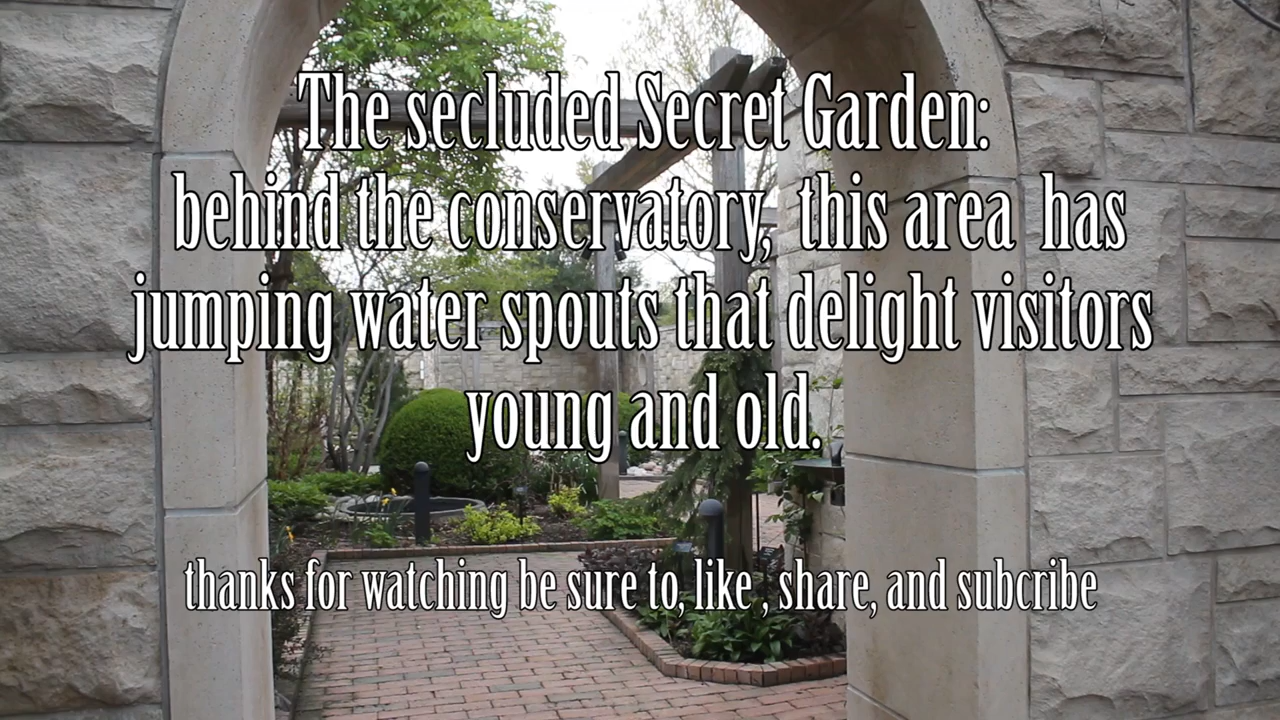 The secluded Secret Garden:
behind the conservatory, this area has
jumping water spouts that delight visitors
young and old.
thanks for watching be sure to, like , share, and subcribe